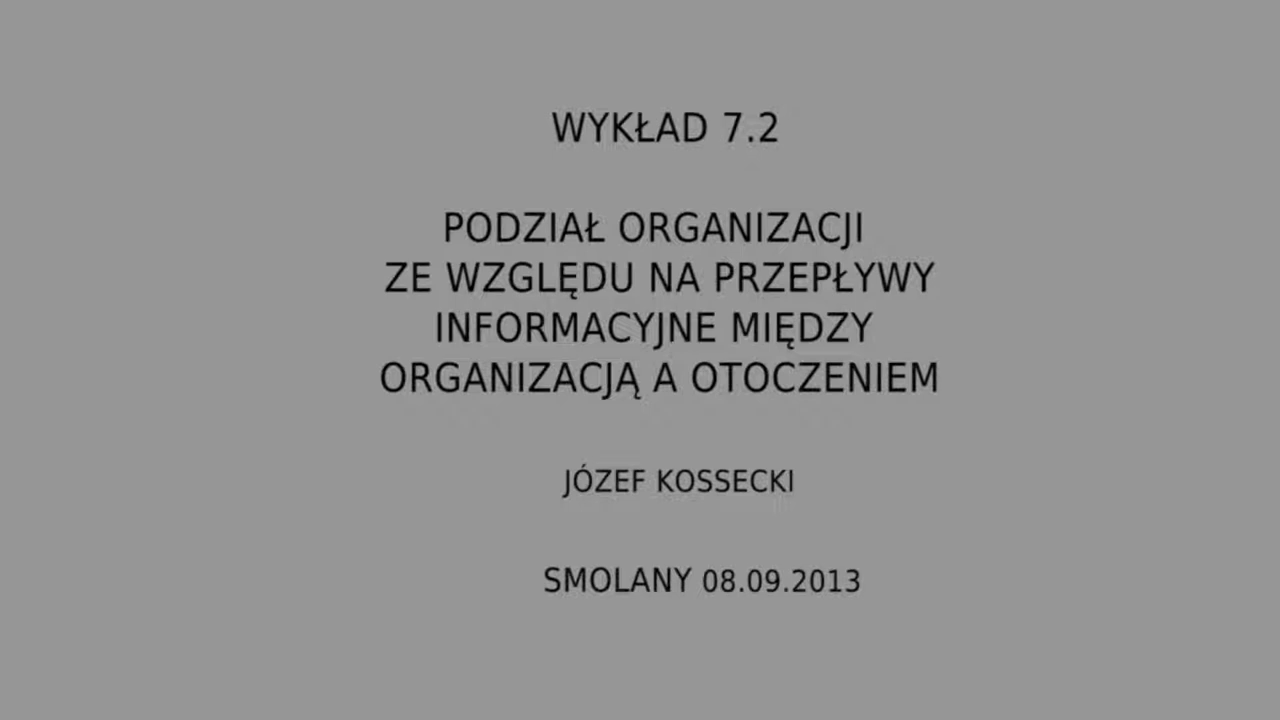 WYKŁAD 7.2
PODZIAŁ ORGANIZACJI
ZE WZGLĘDU NA PRZEPŁYWY
INFORMACYJNE MIĘDZY
ORGANIZACJĄ A OTOCZENIEM
JÓZEF KOSSECKI
SMOLANY 08.09.2013